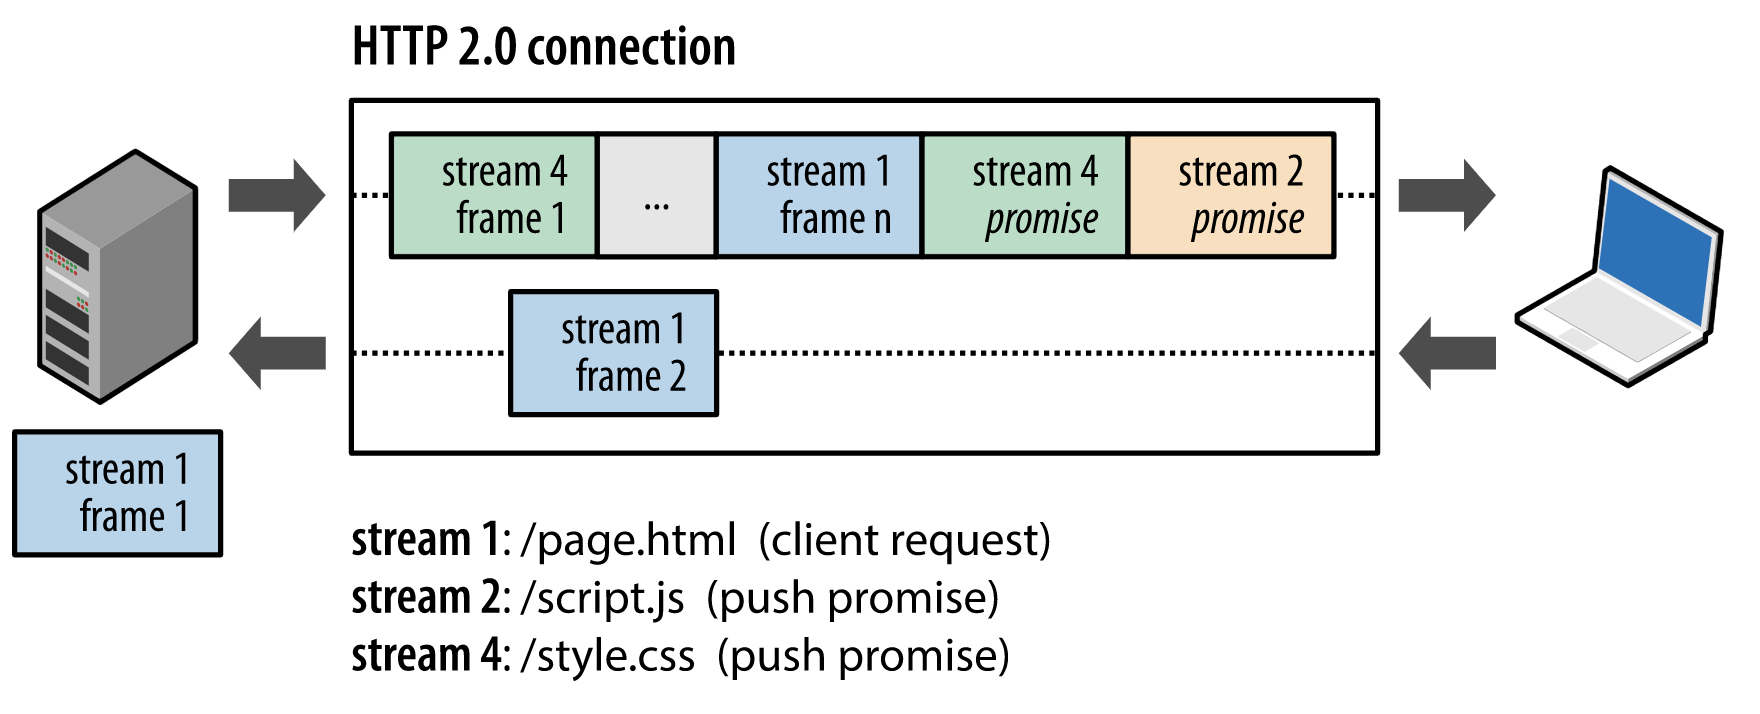 HTTP 2.0 connection
stream 4
frame 1
...
stream 1
frame n
stream 4
promise
stream 2
promise
stream 1
frame 2
stream 1
frame 1
stream 1: /page.html (client request)
stream 2: /script.js (push promise)
stream 4: /style.css (push promise)